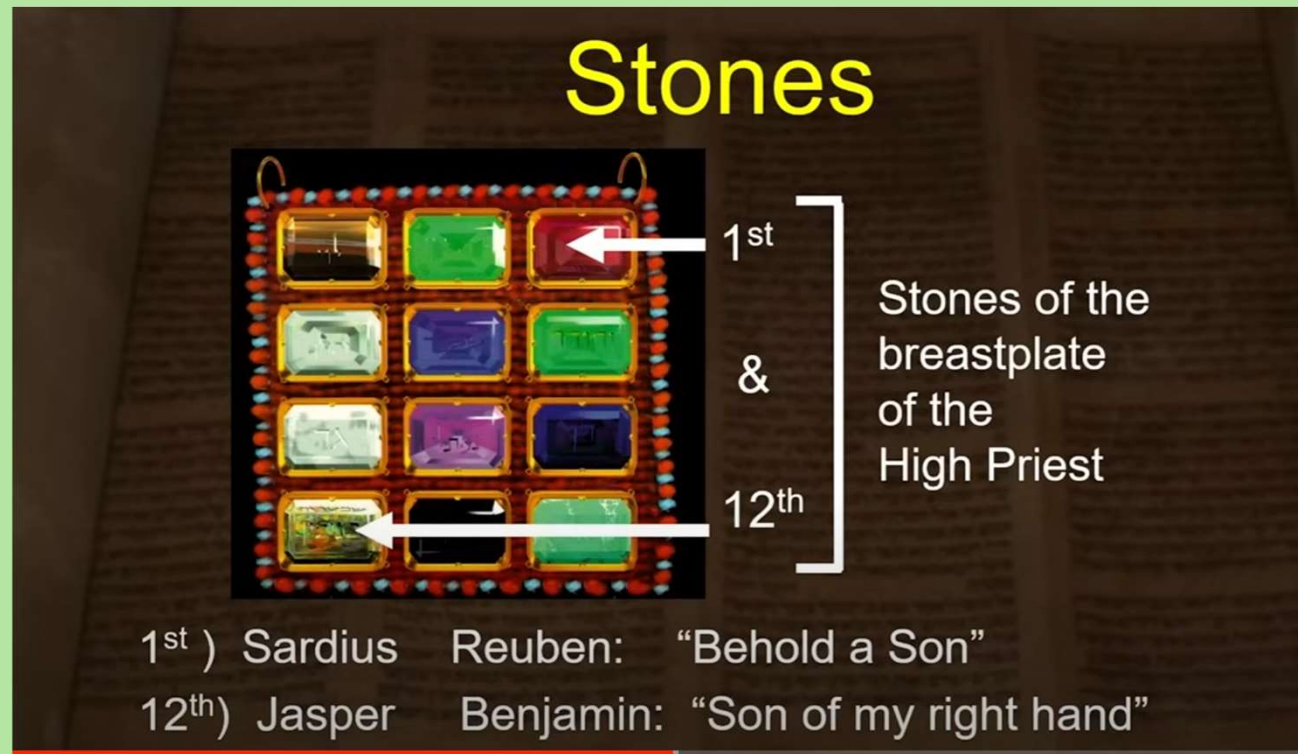 Stones
1st
&
12th
Stones of the
breastplate
of the
High Priest
1st ) Sardius Reuben: “Behold a Son”
12th) Jasper Benjamin: “Son of my right hand”